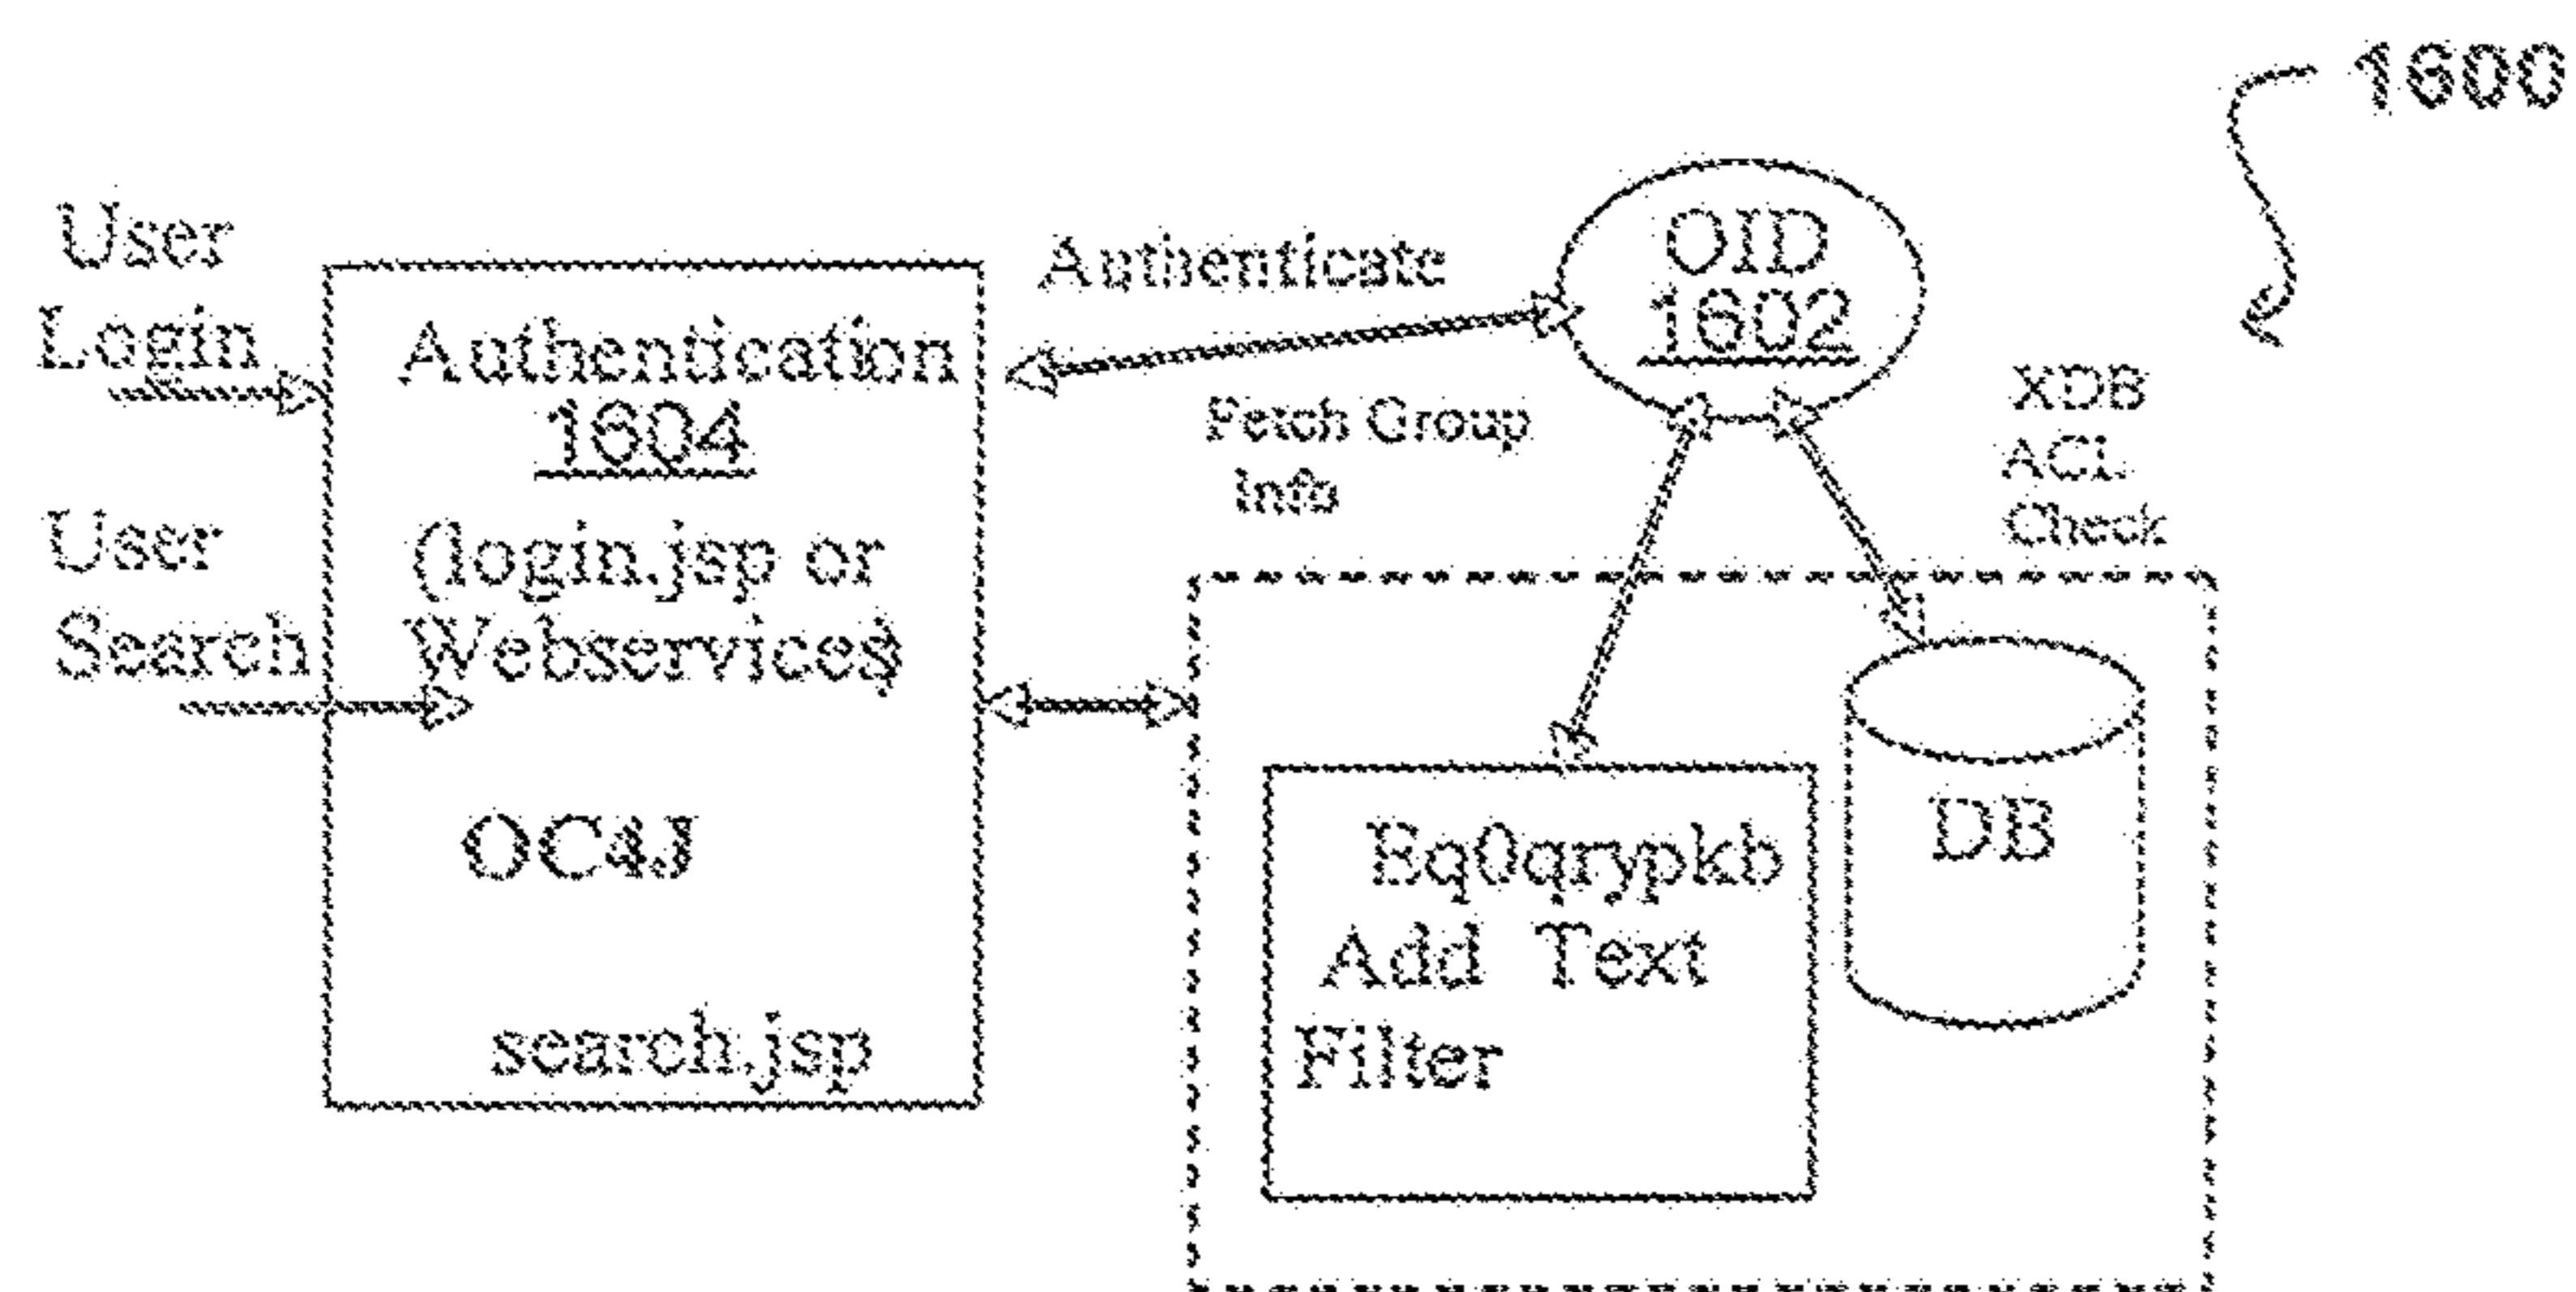 1600
User
Login
User
Search
Authentication
1604
(login.jsp or
Webservices)
OC4J
search.jsp
Authenticate
OID
1602
Fetch Group
Info
XDB
ACL
Check
Eq0qrypkb
Add Text
Filter
DB